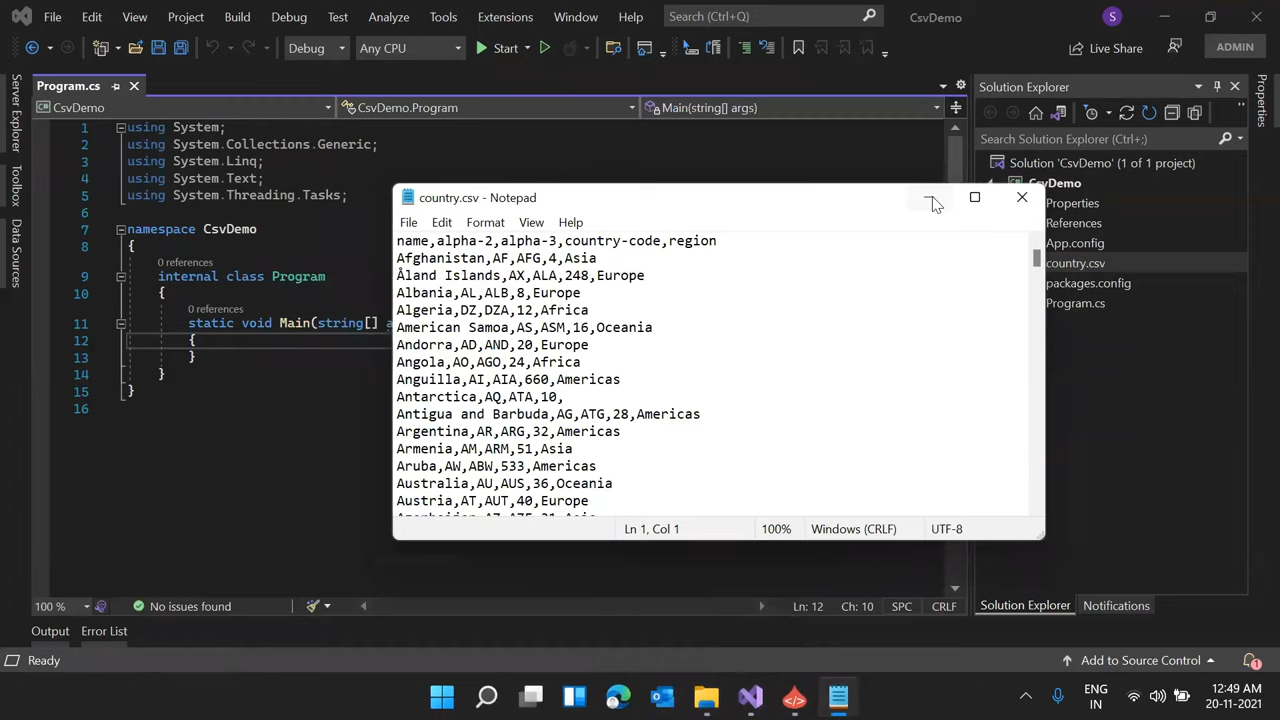 File Edit View Project Build Debug Test Analyze Tools Extensions Window Help Search (Ctrl+Q) CsvDemo S
Debug Any CPU Start Live Share ADMIN
Server Explorer
Toolbox
Data Sources
Program.cs
CsvDemo CsvDemo.Program Main(string[] args)
1 using System;
2 using System.Collections.Generic;
3 using System.Linq;
4 using System.Text;
5 using System.Threading.Tasks;
6
7 namespace CsvDemo
8 {
0 references
9 internal class Program
10 {
0 references
11 static void Main(string[] a
12 {
13 }
14 }
15 }
16
country.csv - Notepad
File Edit Format View Help
name,alpha-2,alpha-3,country-code,region
Afghanistan,AF,AFG,4,Asia
Åland Islands,AX,ALA,248,Europe
Albania,AL,ALB,8,Europe
Algeria,DZ,DZA,12,Africa
American Samoa,AS,ASM,16,Oceania
Andorra,AD,AND,20,Europe
Angola,AO,AGO,24,Africa
Anguilla,AI,AIA,660,Americas
Antarctica,AQ,ATA,10,
Antigua and Barbuda,AG,ATG,28,Americas
Argentina,AR,ARG,32,Americas
Armenia,AM,ARM,51,Asia
Aruba,AW,ABW,533,Americas
Australia,AU,AUS,36,Oceania
Austria,AT,AUT,40,Europe
Ln 1, Col 1 100% Windows (CRLF) UTF-8
Solution Explorer
Search Solution Explorer (Ctrl+;)
Solution 'CsvDemo' (1 of 1 project)
CsvDemo
Properties
References
App.config
country.csv
packages.config
Program.cs
Properties
100 % No issues found Ln: 12 Ch: 10 SPC CRLF
Solution Explorer Notifications
Output Error List
Ready Add to Source Control 1
ENG
IN
12:49 AM
20-11-2021